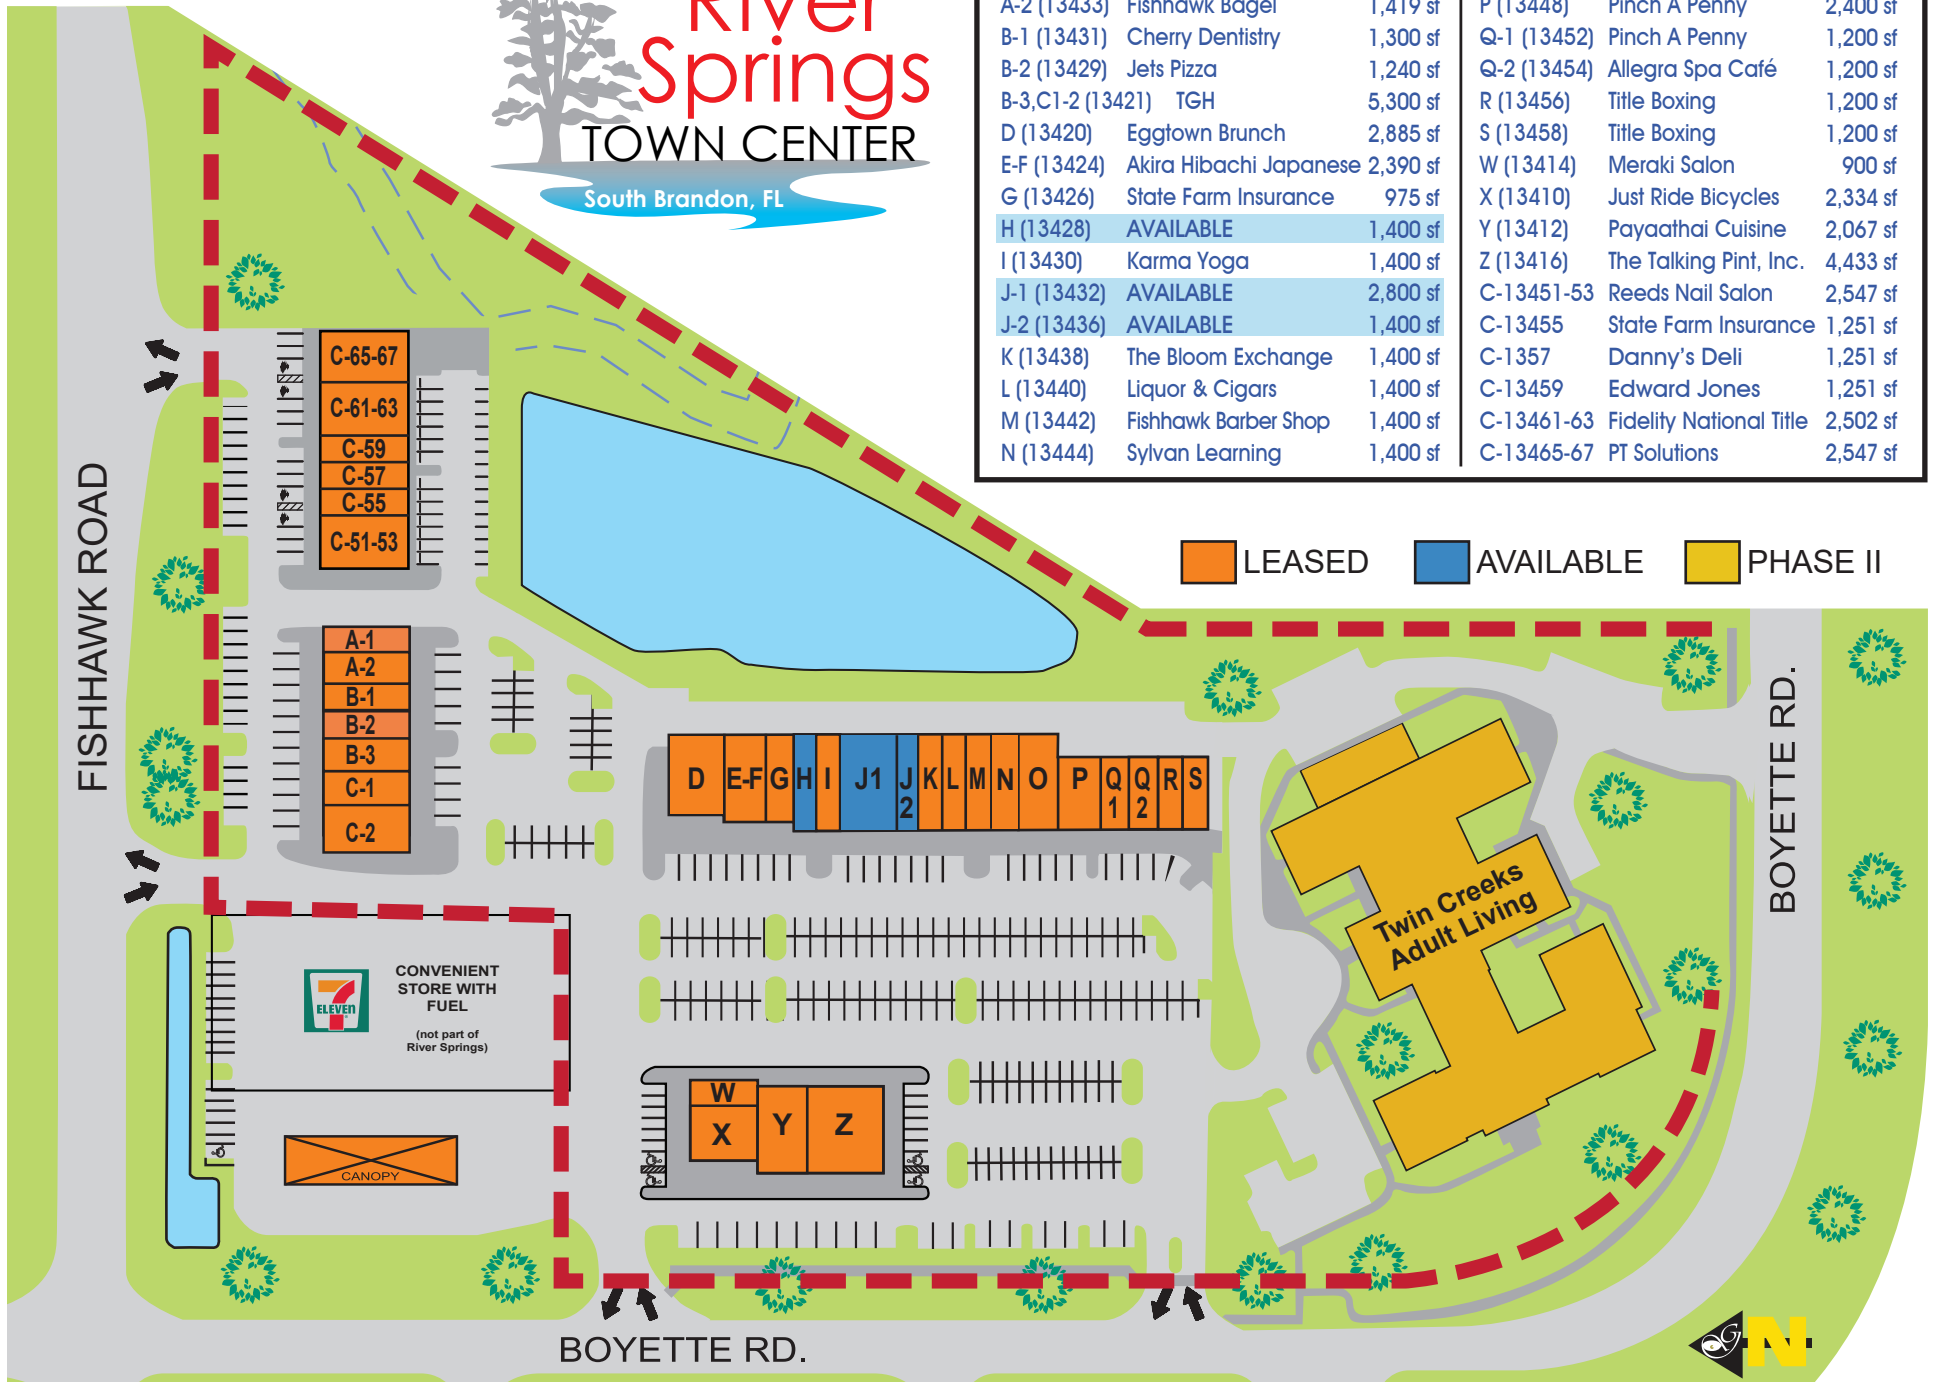 River
Springs
TOWN CENTER
South Brandon, FL
A-2 (13433) Fishhawk Bagel 1,419 sf
B-1 (13431) Cherry Dentistry 1,300 sf
B-2 (13429) Jets Pizza 1,240 sf
B-3,C1-2 (13421) TGH 5,300 sf
D (13420) Eggtown Brunch 2,885 sf
E-F (13424) Akira Hibachi Japanese 2,390 sf
G (13426) State Farm Insurance 975 sf
H (13428) AVAILABLE 1,400 sf
I (13430) Karma Yoga 1,400 sf
J-1 (13432) AVAILABLE 2,800 sf
J-2 (13436) AVAILABLE 1,400 sf
K (13438) The Bloom Exchange 1,400 sf
L (13440) Liquor & Cigars 1,400 sf
M (13442) Fishhawk Barber Shop 1,400 sf
N (13444) Sylvan Learning 1,400 sf
P (13448) Pinch A Penny 2,400 sf
Q-1 (13452) Pinch A Penny 1,200 sf
Q-2 (13454) Allegra Spa Café 1,200 sf
R (13456) Title Boxing 1,200 sf
S (13458) Title Boxing 1,200 sf
W (13414) Meraki Salon 900 sf
X (13410) Just Ride Bicycles 2,334 sf
Y (13412) Payaathai Cuisine 2,067 sf
Z (13416) The Talking Pint, Inc. 4,433 sf
C-13451-53 Reeds Nail Salon 2,547 sf
C-13455 State Farm Insurance 1,251 sf
C-1357 Danny's Deli 1,251 sf
C-13459 Edward Jones 1,251 sf
C-13461-63 Fidelity National Title 2,502 sf
C-13465-67 PT Solutions 2,547 sf
LEASED
AVAILABLE
PHASE II
FISHHAWK ROAD
C-65-67
C-61-63
C-59
C-57
C-55
C-51-53
A-1
A-2
B-1
B-2
B-3
C-1
C-2
D
E-F
G
H
I
J1
J
2
K
L
M
N
O
P
Q
1
Q
2
R
S
BOYETTE RD.
Twin Creeks
Adult Living
7
ELEVEN
CONVENIENT
STORE WITH
FUEL
(not part of
River Springs)
CANOPY
W
X
Y
Z
BOYETTE RD.
N